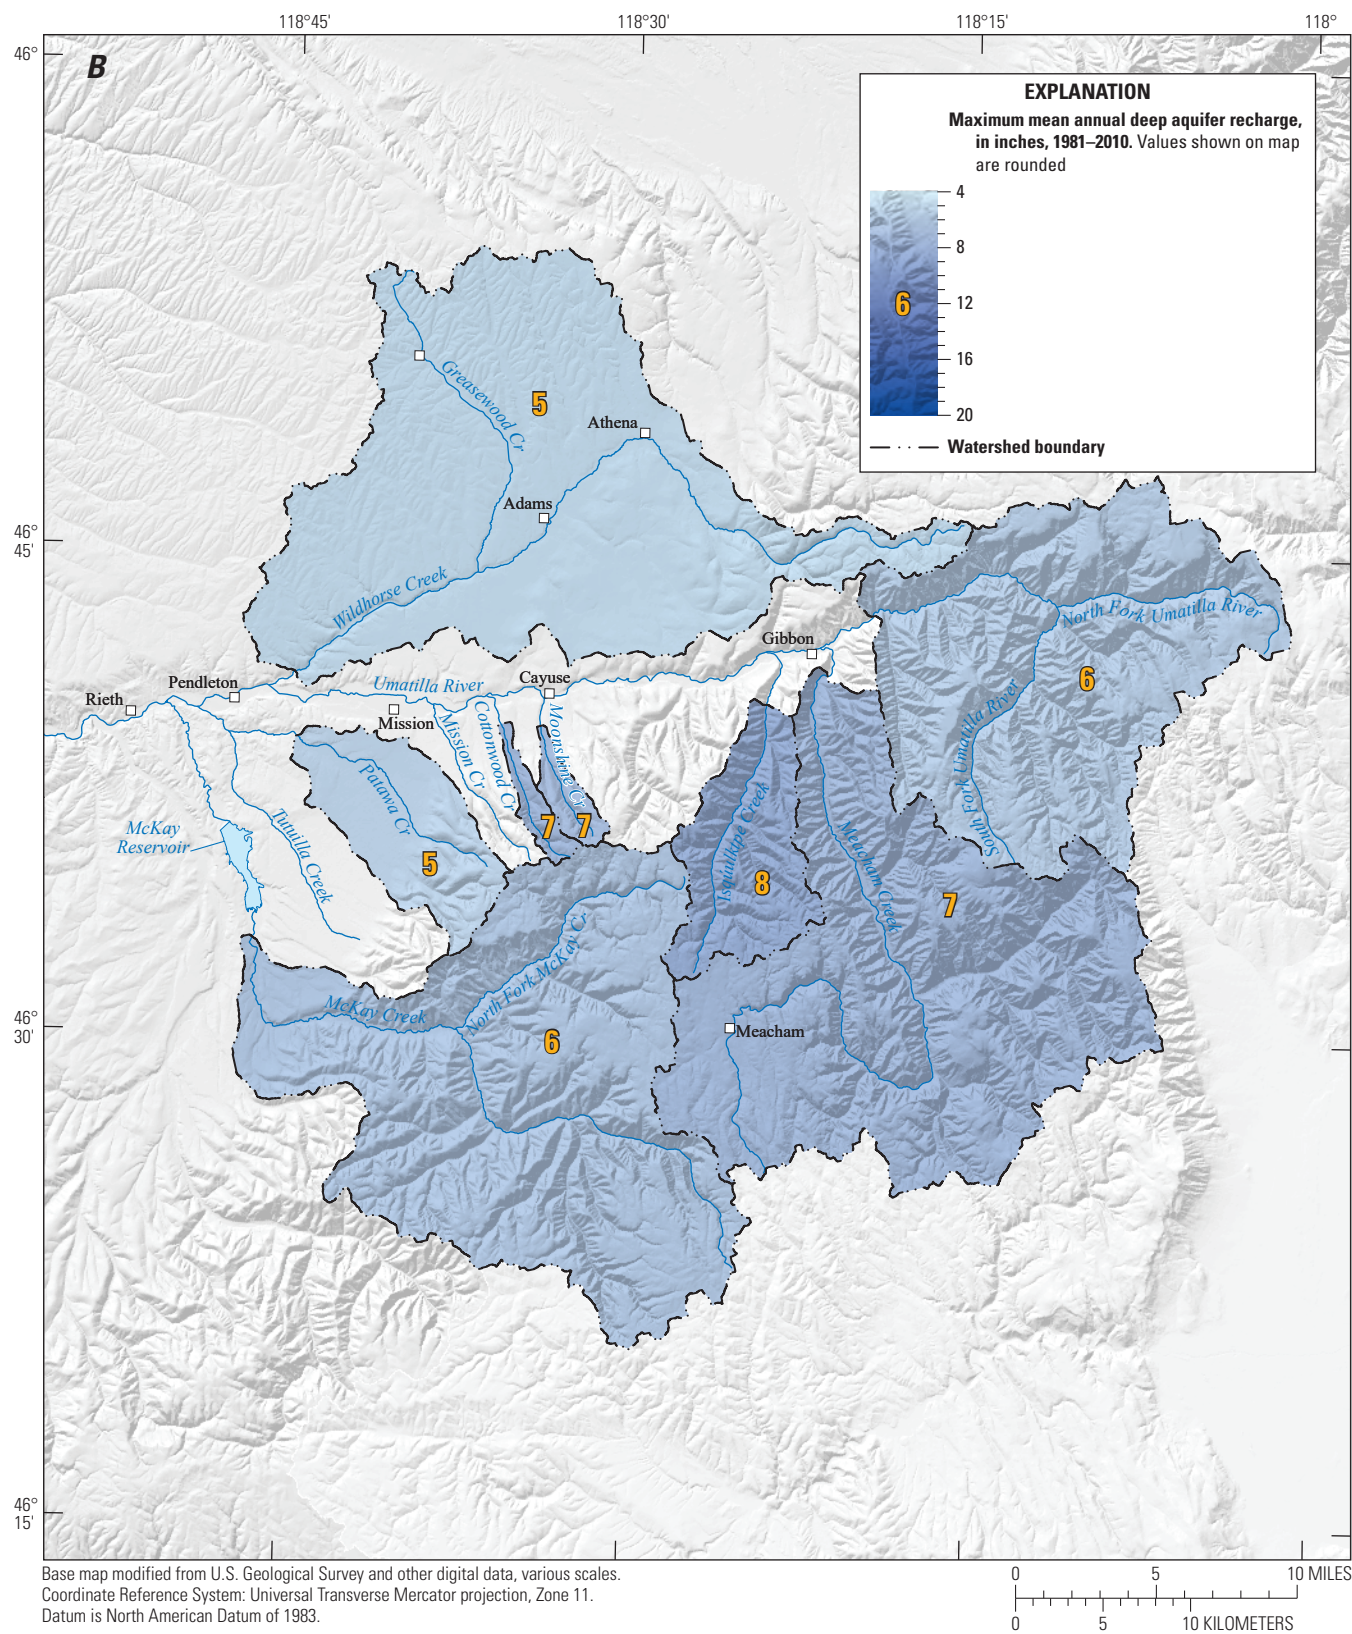 118°45'
118°30'
118°15'
118°
46°
B
EXPLANATION
Maximum mean annual deep aquifer recharge,
in inches, 1981–2010. Values shown on map
are rounded
4
8
6
12
16
20
Watershed boundary
Greasewood Cr
5
Athena
Adams
46°
45'
Wildhorse Creek
North Fork Umatilla River
Gibbon
6
Pendleton
Umatilla River
Cayuse
Rieth
Mission
Mission Cr
Cottonwood Cr
Moonshine Cr
South Fork Umatilla River
Patawa Cr
Tutuilla Creek
McKay
Reservoir
7
7
5
Isquulktpe Creek
8
Meacham Creek
7
North Fork McKay Cr
McKay Creek
46°
30'
6
Meacham
46°
15'
Base map modified from U.S. Geological Survey and other digital data, various scales.
Coordinate Reference System: Universal Transverse Mercator projection, Zone 11.
Datum is North American Datum of 1983.
0 5 10 MILES
0 5 10 KILOMETERS